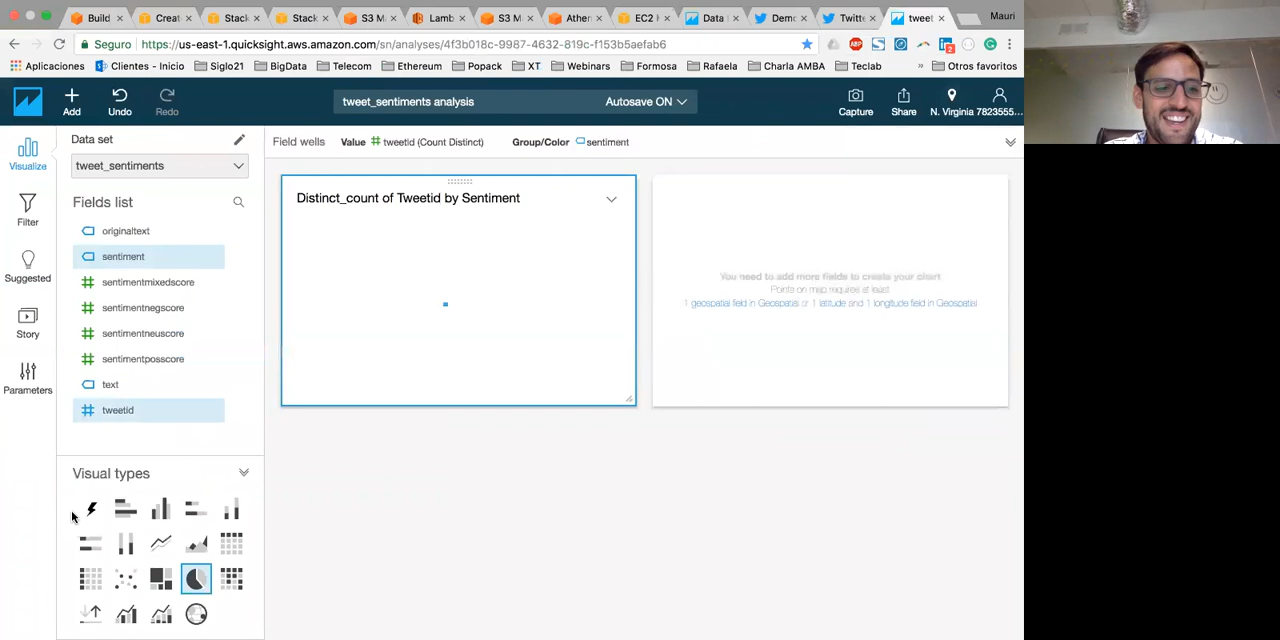 Build
Creat
Stack
Stack
S3 M
Lamb
S3 M
Ather
EC2 M
Data
Demo
Twitte
tweet
Mauri
Seguro
https://us-east-1.quicksight.aws.amazon.com/sn/analyses/4f3b018c-9987-4632-819c-f153b5aefab6
ABP
2
Aplicaciones
Clientes - Inicio
Siglo21
BigData
Telecom
Ethereum
Popack
XT
Webinars
Formosa
Rafaela
Charla AMBA
Teclab
»
Otros favoritos
Add
Undo
Redo
tweet_sentiments analysis
Autosave ON
Capture
Share
N. Virginia 7823555...
Visualize
Filter
Suggested
Story
Parameters
Data set
tweet_sentiments
Fields list
originaltext
sentiment
sentimentmixedscore
sentimentnegscore
sentimentneuscore
sentimentposscore
text
tweetid
Visual types
Field wells
Value tweetid (Count Distinct)
Group/Color sentiment
Distinct_count of Tweetid by Sentiment
You need to add more fields to create your chart
Points on map requires at least
1 geospatial field in Geospatial or 1 latitude and 1 longitude field in Geospatial